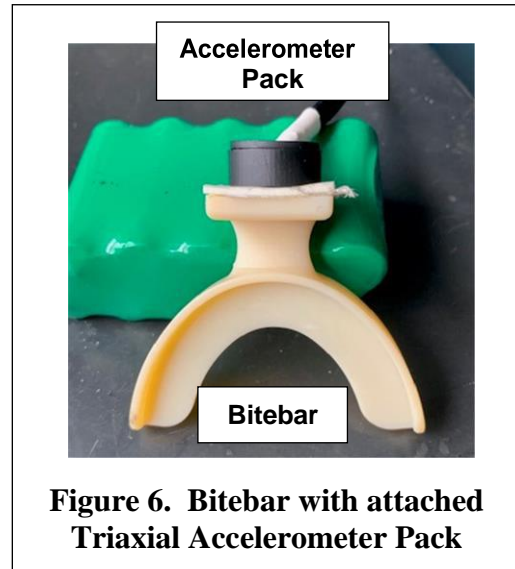 Accelerometer
Pack
Bitebar
Figure 6. Bitebar with attached
Triaxial Accelerometer Pack